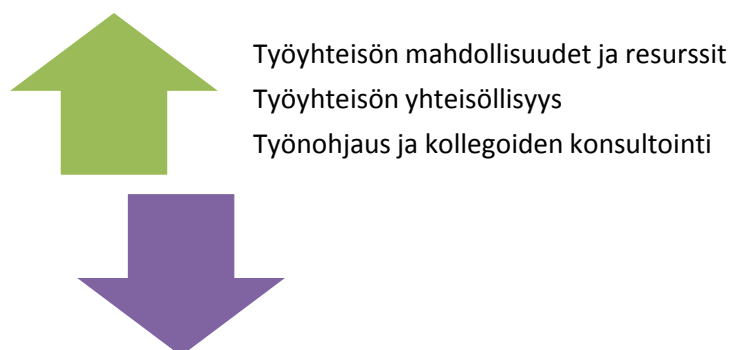 Työyhteisön mahdollisuudet ja resurssit
Työyhteisön yhteisöllisyys
Työnohjaus ja kollegoiden konsultointi